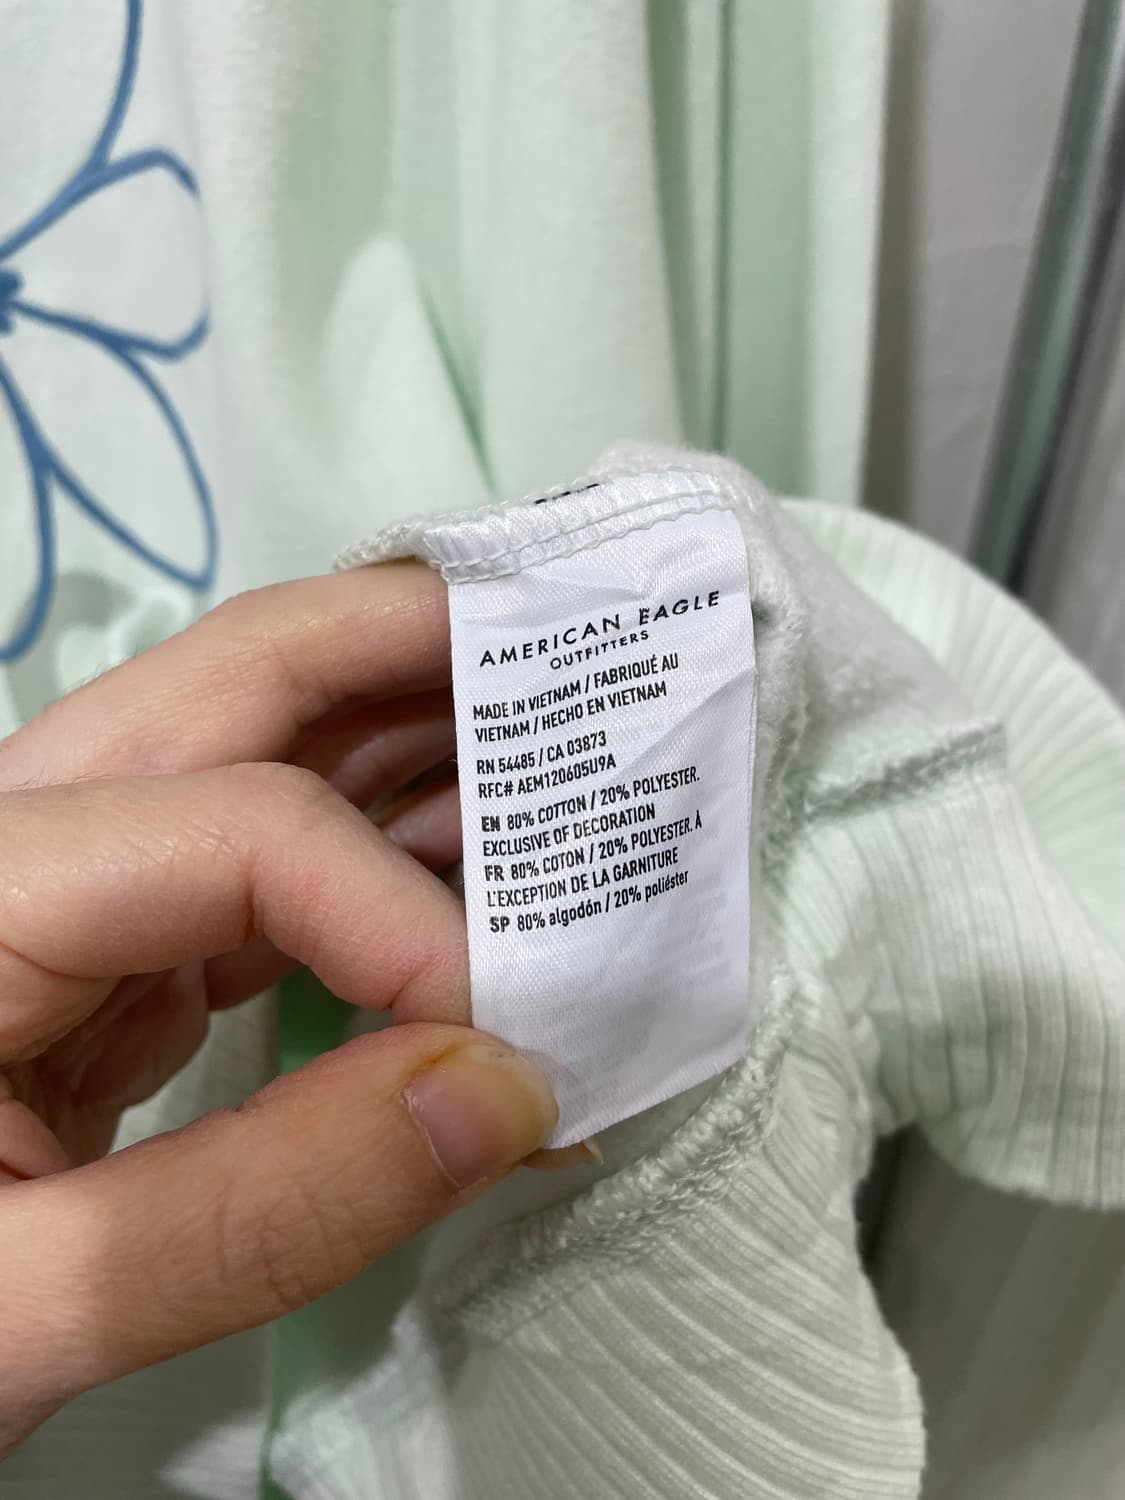 AMERICAN EAGLE
OUTFITTERS
MADE IN VIETNAM / FABRIQUÉ AU
VIETNAM / HECHO EN VIETNAM
RN 54485 / CA 03873
RFC# AEM120605U9A
EN 80% COTTON / 20% POLYESTER.
EXCLUSIVE OF DECORATION
FR 80% COTON / 20% POLYESTER. À
L'EXCEPTION DE LA GARNITURE
SP 80% algodón / 20% poliéster